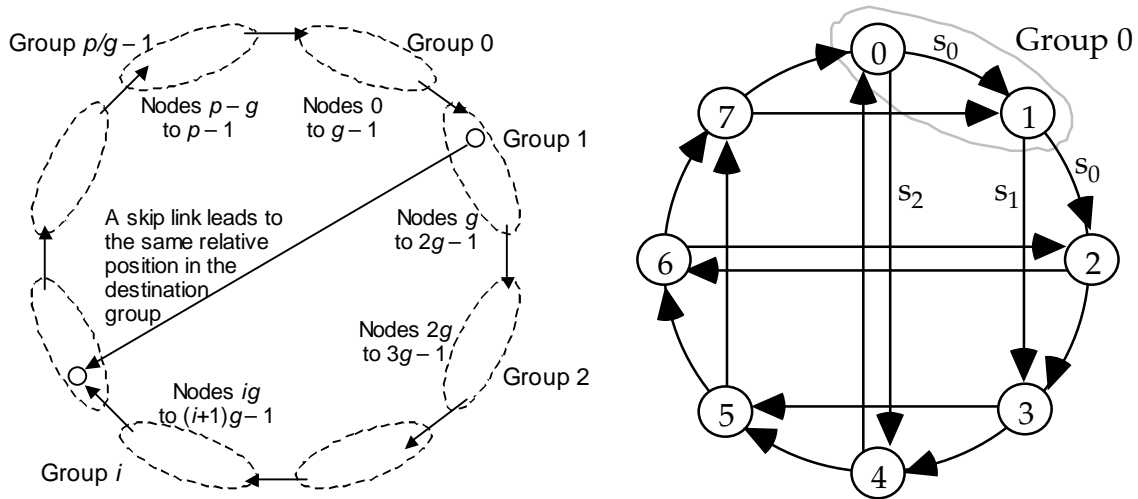 Group p/g – 1
Group 0
Nodes p – g
to p – 1
Nodes 0
to g – 1
Group 1
A skip link leads to
the same relative
position in the
destination
group
Nodes g
to 2g – 1
Nodes 2g
to 3g – 1
Group 2
Nodes ig
to (i+1)g – 1
Group i
Group 0
0
s0
1
s0
7
s2
s1
6
2
5
3
4